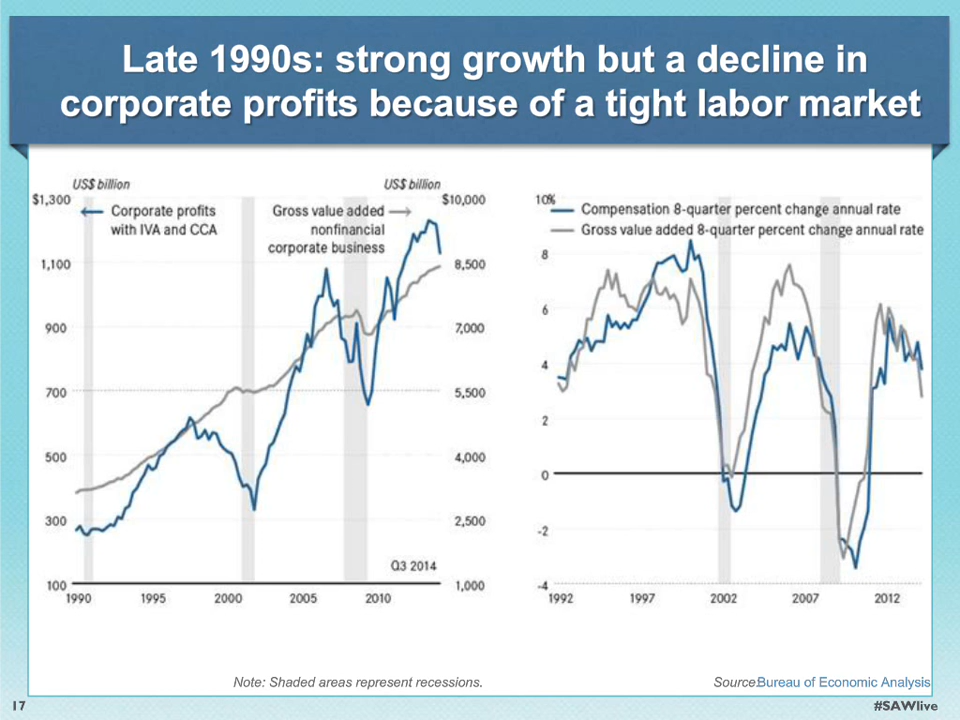 Late 1990s: strong growth but a decline in
corporate profits because of a tight labor market
US$ billion
US$ billion
$1,300
$10,000
Corporate profits
with IVA and CCA
Gross value added
nonfinancial
corporate business
1,100
8,500
900
7,000
700
5,500
500
4,000
300
2,500
Q3 2014
100
1,000
1990 1995 2000 2005 2010
10%
Compensation 8-quarter percent change annual rate
Gross value added 8-quarter percent change annual rate
8
6
4
2
0
-2
-4
1992 1997 2002 2007 2012
Note: Shaded areas represent recessions.
Source:Bureau of Economic Analysis
17
#SAWlive